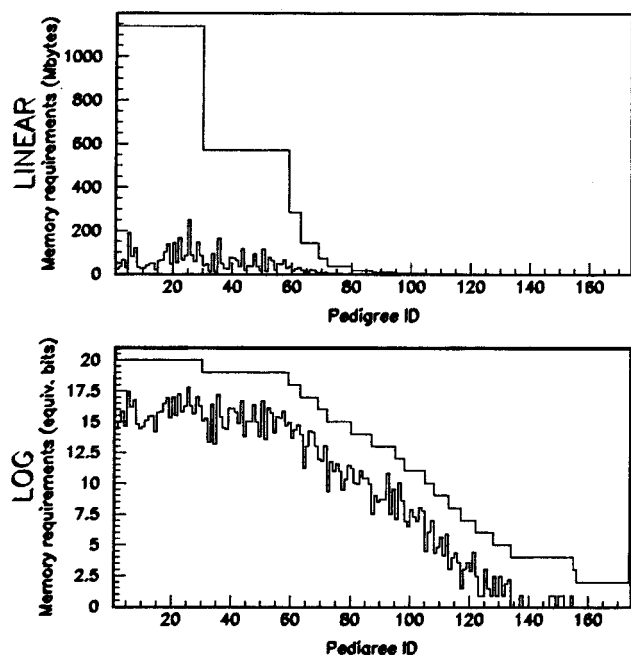 LINEAR
Memory requirements (Mbytes)
1000
800
600
400
200
0
20 40 60 80 100 120 140 160
Pedigree ID
LOG
Memory requirements (equiv. bits)
20
17.5
15
12.5
10
7.5
5
2.5
0
20 40 60 80 100 120 140 160
Pedigree ID